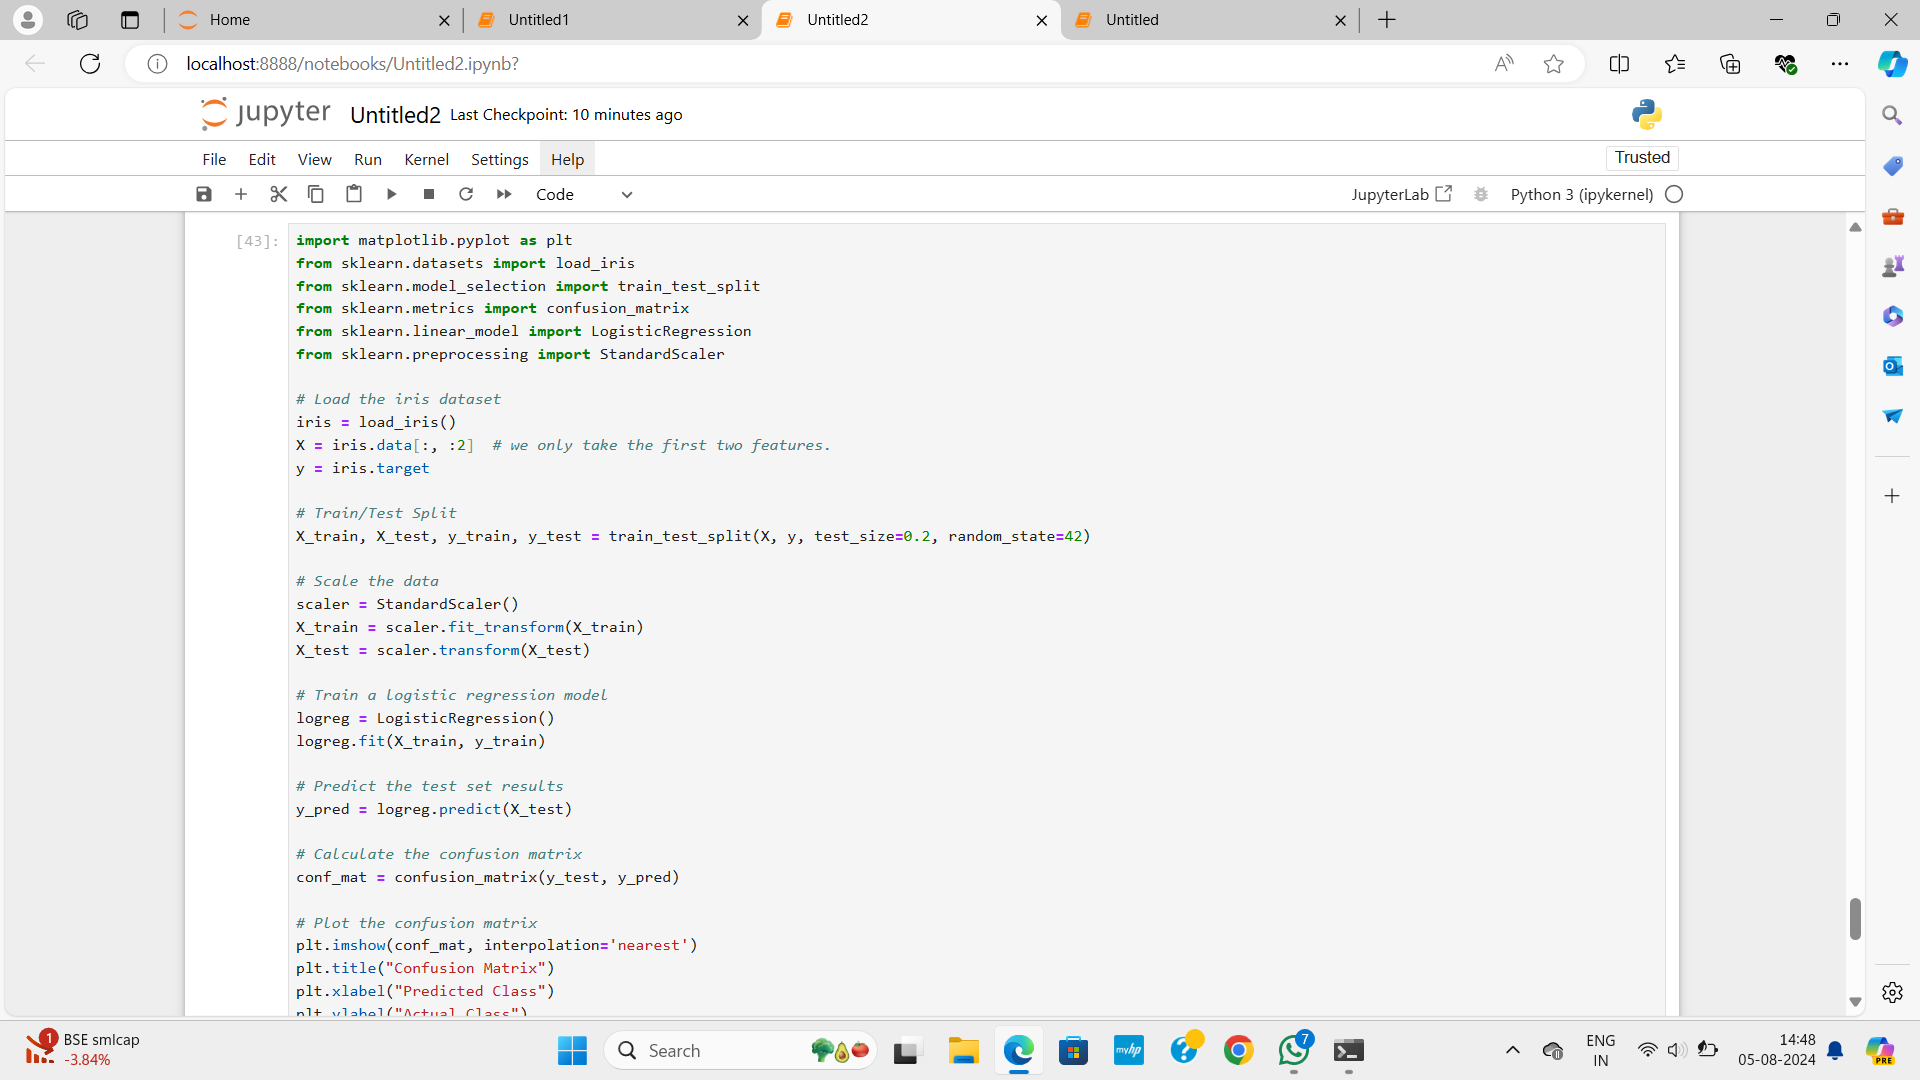 Home
Untitled1
Untitled2
Untitled
localhost:8888/notebooks/Untitled2.ipynb?
jupyter Untitled2 Last Checkpoint: 10 minutes ago
File Edit View Run Kernel Settings Help
Trusted
Code
JupyterLab
Python 3 (ipykernel)
[43]:
import matplotlib.pyplot as plt
from sklearn.datasets import load_iris
from sklearn.model_selection import train_test_split
from sklearn.metrics import confusion_matrix
from sklearn.linear_model import LogisticRegression
from sklearn.preprocessing import StandardScaler
# Load the iris dataset
iris = load_iris()
X = iris.data[:, :2]  # we only take the first two features.
y = iris.target
# Train/Test Split
X_train, X_test, y_train, y_test = train_test_split(X, y, test_size=0.2, random_state=42)
# Scale the data
scaler = StandardScaler()
X_train = scaler.fit_transform(X_train)
X_test = scaler.transform(X_test)
# Train a logistic regression model
logreg = LogisticRegression()
logreg.fit(X_train, y_train)
# Predict the test set results
y_pred = logreg.predict(X_test)
# Calculate the confusion matrix
conf_mat = confusion_matrix(y_test, y_pred)
# Plot the confusion matrix
plt.imshow(conf_mat, interpolation='nearest')
plt.title("Confusion Matrix")
plt.xlabel("Predicted Class")
plt.ylabel("Actual Class")
1
BSE smlcap
-3.84%
Search
myhp
7
ENG
IN
14:48
05-08-2024
PRE